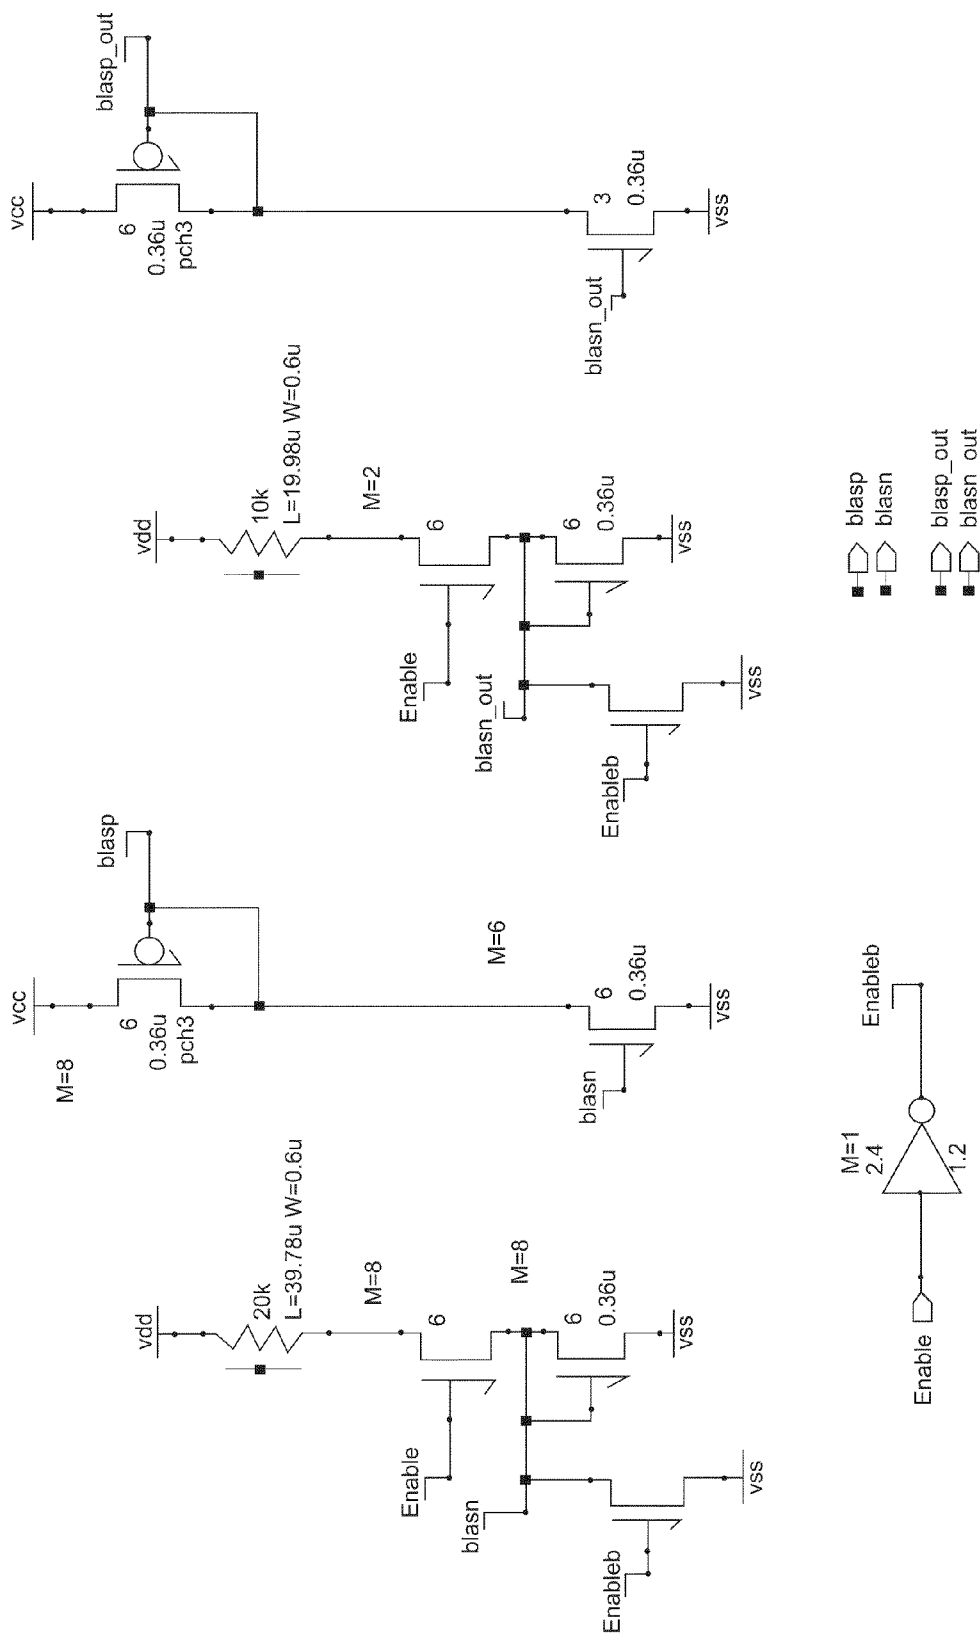 vdd
20k
L=39.78u W=0.6u
M=8
6
Enable
M=8
blasn
6
0.36u
vss
Enableb
vss
vcc
M=8
6
0.36u
pch3
blasp
M=6
6
0.36u
blasn
vss
vdd
10k
L=19.98u W=0.6u
M=2
6
Enable
blasn_out
6
0.36u
vss
Enableb
vss
vcc
6
0.36u
pch3
blasp_out
3
0.36u
blasn_out
vss
Enable
M=1
2.4
1.2
Enableb
blasp
blasn
blasp_out
blasn_out